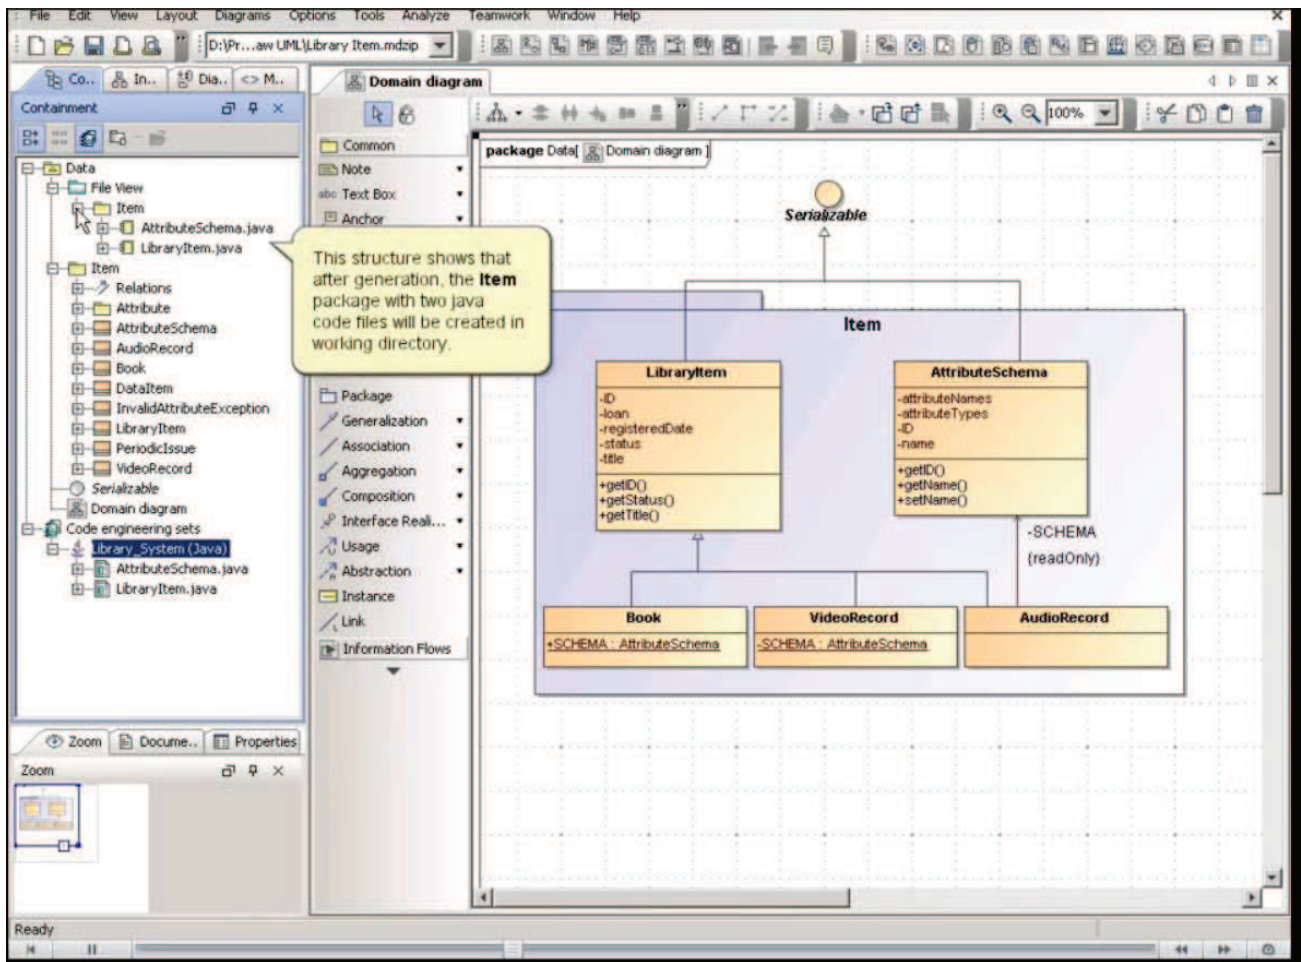 File Edit View Layout Diagrams Options Tools Analyze Teamwork Window Help
D:\Pr...aw UML\Library Item.mdzip
Co.. In.. Dia.. <> M..
Domain diagram
Containment
100%
Data
File View
Item
AttributeSchema.java
LibraryItem.java
Item
Relations
Attribute
AttributeSchema
AudioRecord
Book
DataItem
InvalidAttributeException
LibraryItem
PeriodicIssue
VideoRecord
Serializable
Domain diagram
Code engineering sets
Library_System (Java)
AttributeSchema.java
LibraryItem.java
Zoom Docume.. Properties
Zoom
Common
Note
abc Text Box
Anchor
This structure shows that
after generation, the Item
package with two java
code files will be created in
working directory.
Package
Generalization
Association
Aggregation
Composition
Interface Reali...
Usage
Abstraction
Instance
Link
Information Flows
package Data[ Domain diagram ]
Serializable
Item
LibraryItem
-ID
-loan
-registeredDate
-status
-title
+getID()
+getStatus()
+getTitle()
AttributeSchema
-attributeNames
-attributeTypes
-ID
-name
+getID()
+getName()
+setName()
-SCHEMA
(readOnly)
Book
+SCHEMA : AttributeSchema
VideoRecord
-SCHEMA : AttributeSchema
AudioRecord
Ready